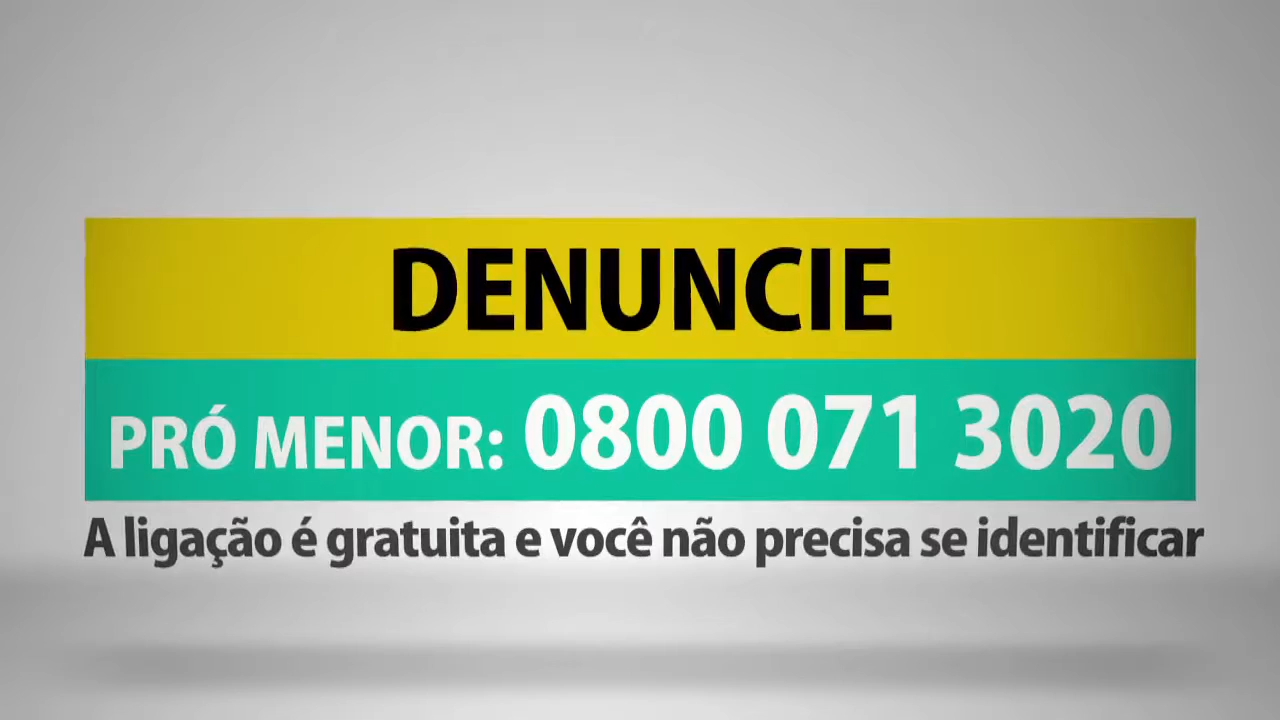 DENUNCIE
PRÓ MENOR: 0800 071 3020
A ligação é gratuita e você não precisa se identificar